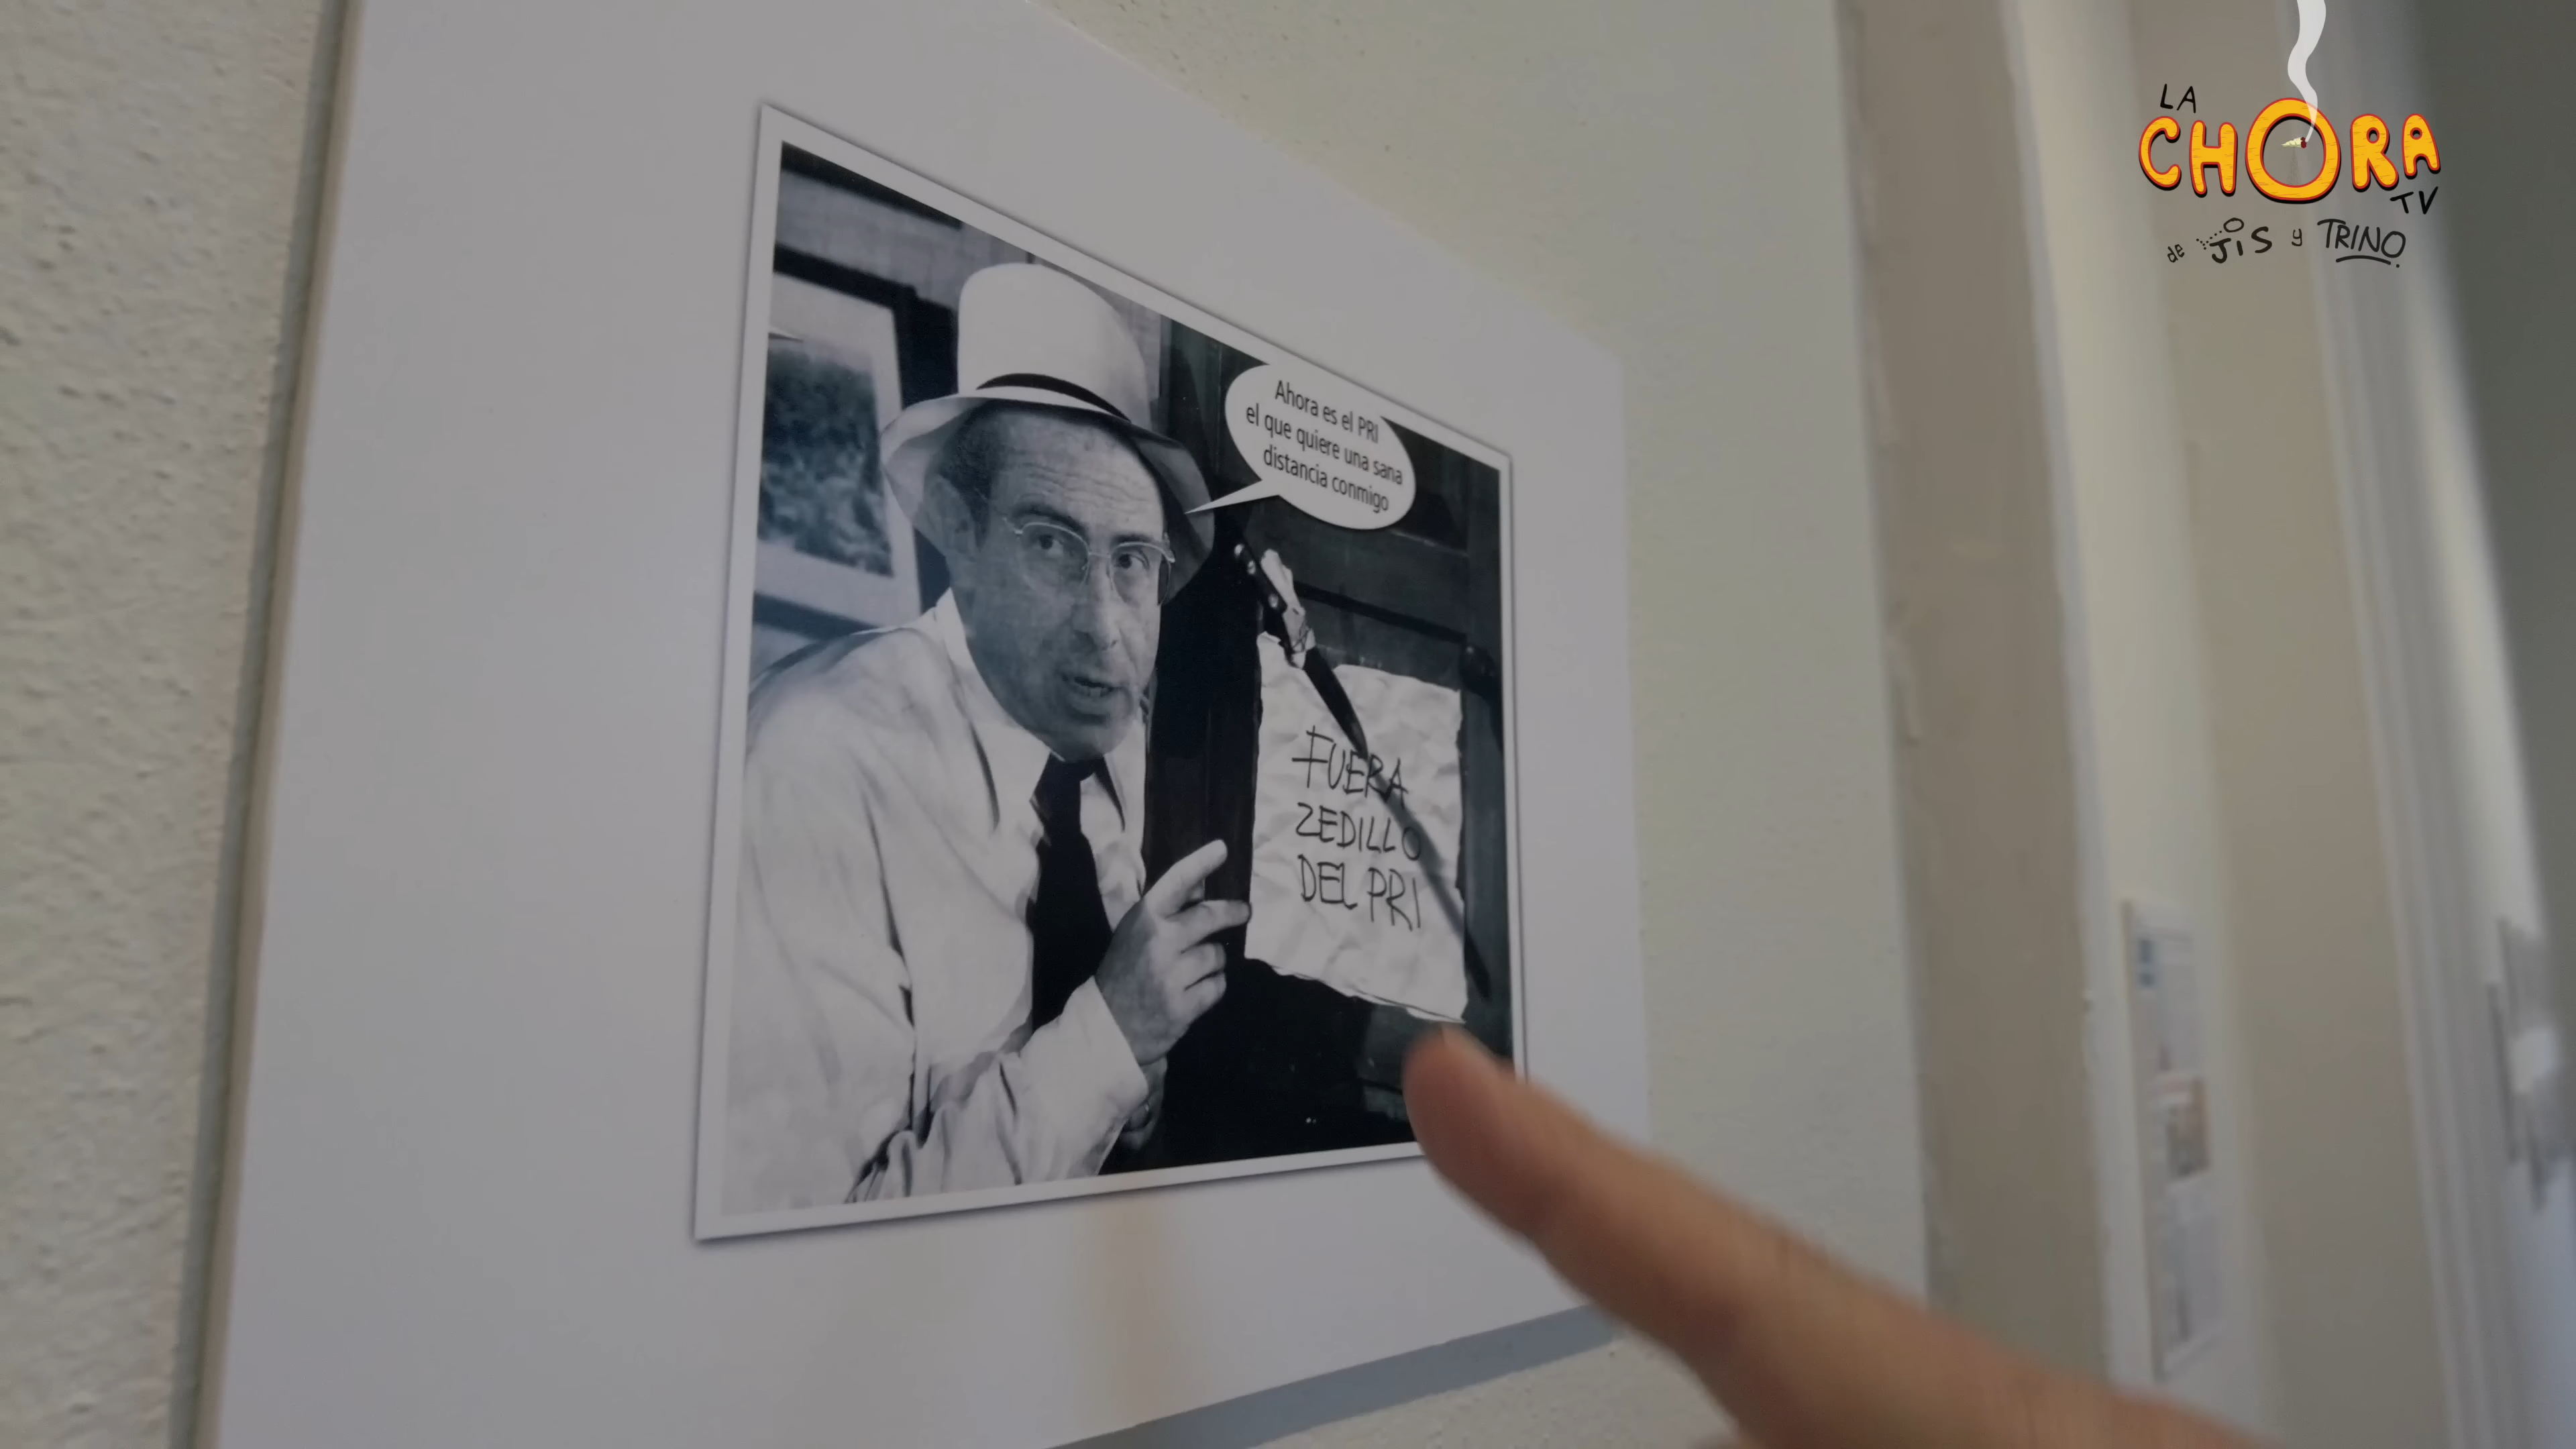 LA
CHORA
TV
de JIS y TRINO
Ahora es el PRI
el que quiere una sana
distancia conmigo
FUERA
ZEDILLO
DEL PRI